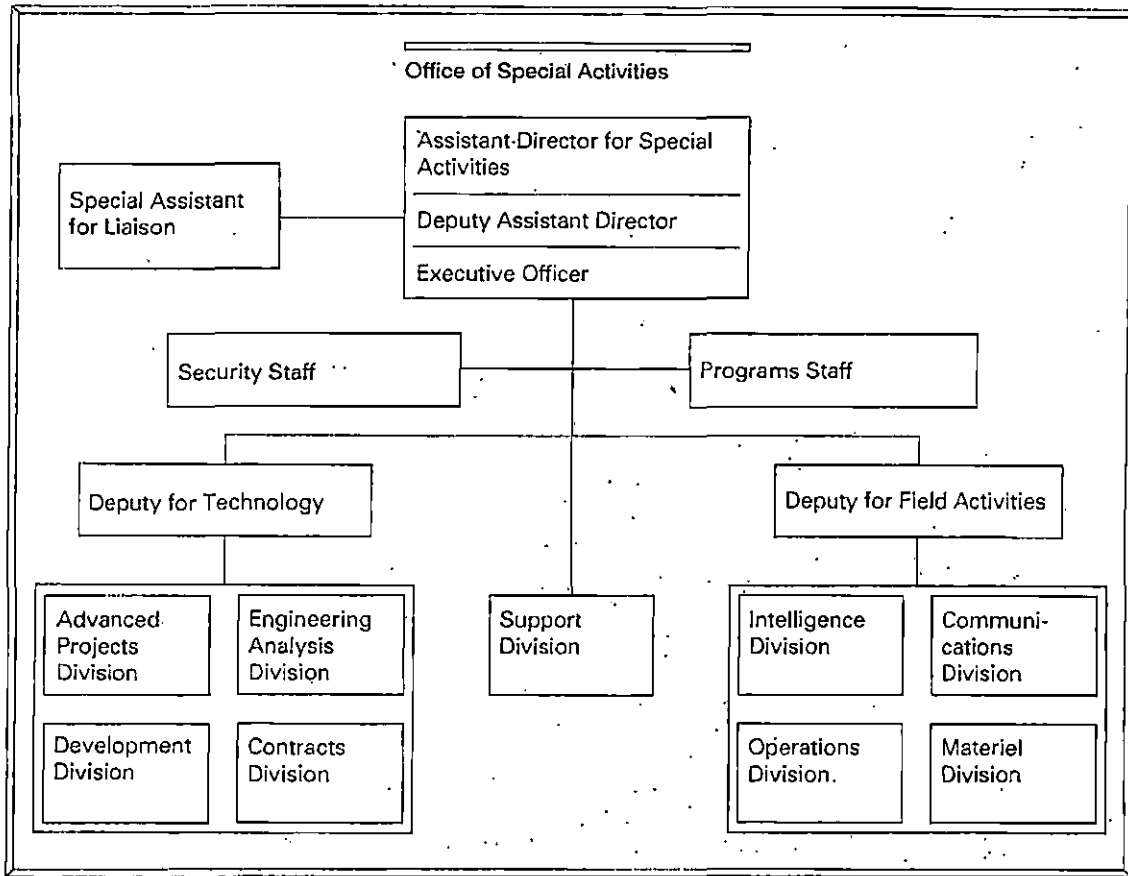 Office of Special Activities
Assistant Director for Special
Activities
Deputy Assistant Director
Executive Officer
Special Assistant
for Liaison
Security Staff
Programs Staff
Deputy for Technology
Deputy for Field Activities
Advanced
Projects
Division
Engineering
Analysis
Division
Development
Division
Contracts
Division
Support
Division
Intelligence
Division
Communi-
cations
Division
Operations
Division
Materiel
Division